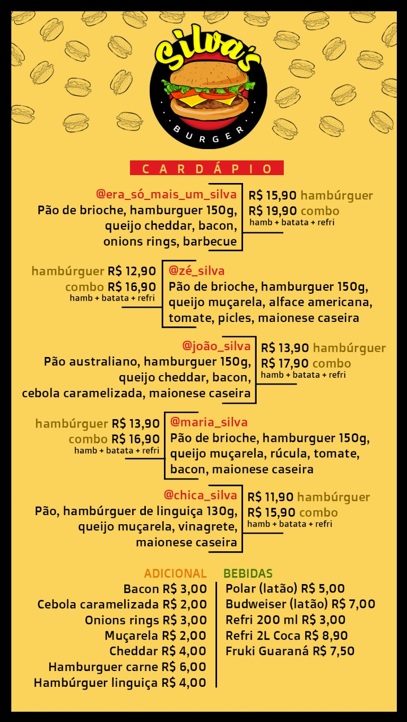 Silva's
BURGER
CARDÁPIO
@era_só_mais_um_silva
Pão de brioche, hamburguer 150g,
queijo cheddar, bacon,
onions rings, barbecue
R$ 15,90 hambúrguer
R$ 19,90 combo
hamb + batata + refri
hambúrguer R$ 12,90
combo R$ 16,90
hamb + batata + refri
@zé_silva
Pão de brioche, hamburguer 150g,
queijo muçarela, alface americana,
tomate, picles, maionese caseira
@joão_silva
Pão australiano, hamburguer 150g,
queijo cheddar, bacon,
cebola caramelizada, maionese caseira
R$ 13,90 hambúrguer
R$ 17,90 combo
hamb + batata + refri
hambúrguer R$ 13,90
combo R$ 16,90
hamb + batata + refri
@maria_silva
Pão de brioche, hamburguer 150g,
queijo muçarela, rúcula, tomate,
bacon, maionese caseira
@chica_silva
Pão, hambúrguer de linguiça 130g,
queijo muçarela, vinagrete,
maionese caseira
R$ 11,90 hambúrguer
R$ 15,90 combo
hamb + batata + refri
ADICIONAL
Bacon R$ 3,00
Cebola caramelizada R$ 2,00
Onions rings R$ 3,00
Muçarela R$ 2,00
Cheddar R$ 4,00
Hamburguer carne R$ 6,00
Hambúrguer linguiça R$ 4,00
BEBIDAS
Polar (latão) R$ 5,00
Budweiser (latão) R$ 7,00
Refri 200 ml R$ 3,00
Refri 2L Coca R$ 8,90
Fruki Guaraná R$ 7,50